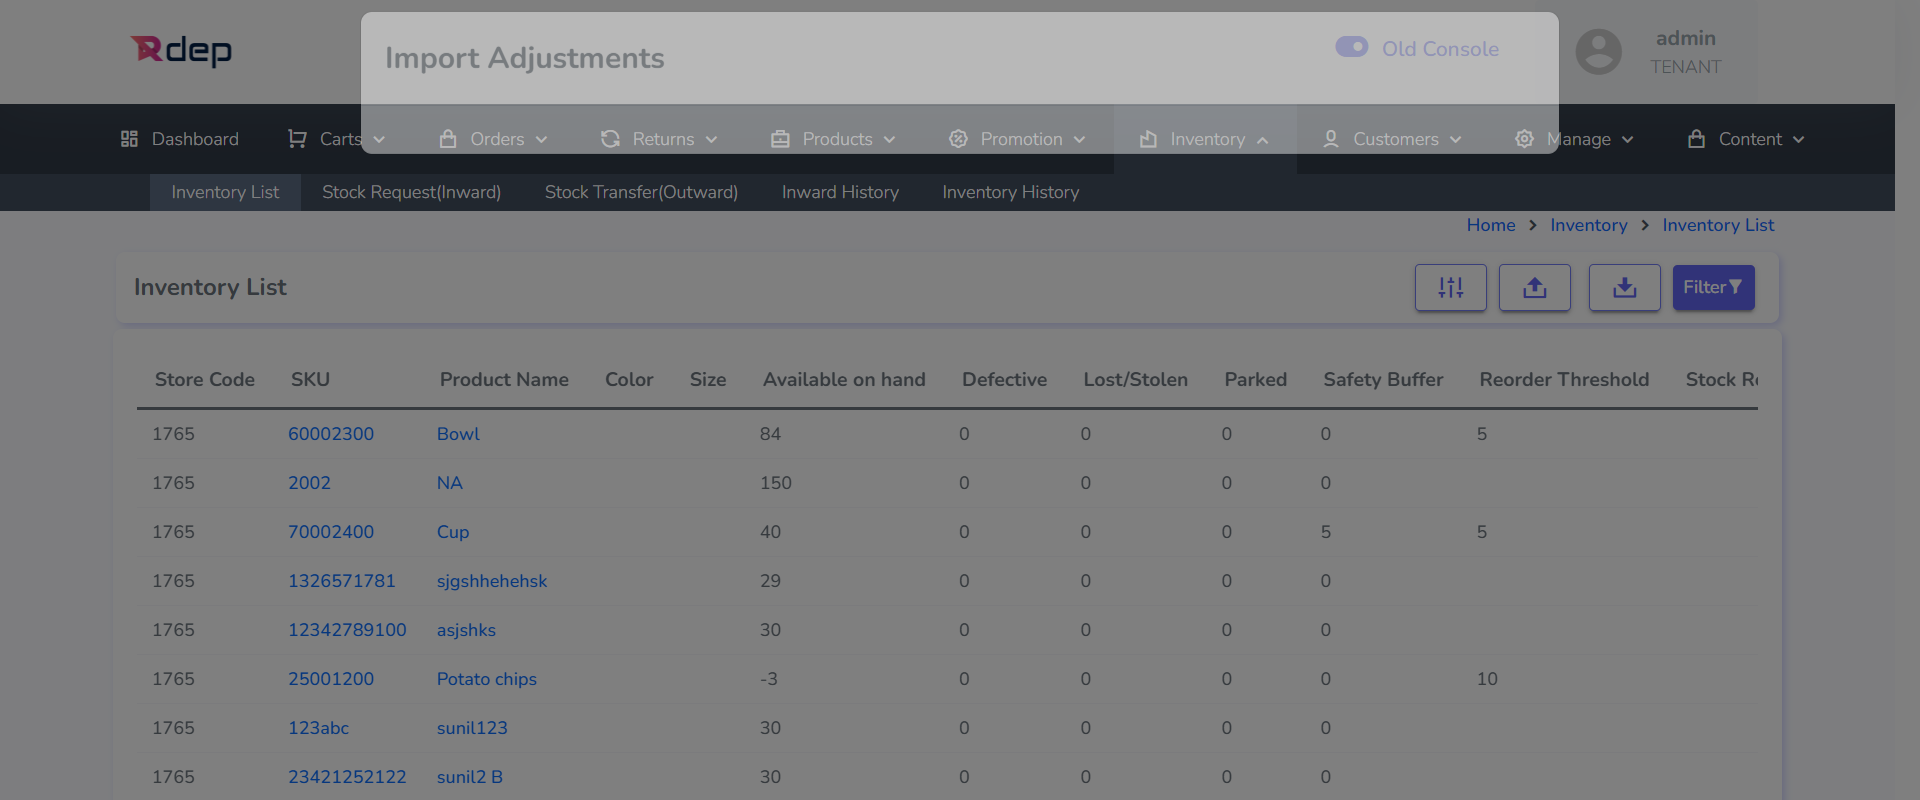 Rdep
Import Adjustments
Old Console
admin
TENANT
Dashboard Carts Orders Returns Products Promotion Inventory Customers Manage Content
Inventory List Stock Request(Inward) Stock Transfer(Outward) Inward History Inventory History
Home > Inventory > Inventory List
Inventory List
Filter
Store Code SKU Product Name Color Size Available on hand Defective Lost/Stolen Parked Safety Buffer Reorder Threshold Stock
1765 60002300 Bowl 84 0 0 0 0 5
1765 2002 NA 150 0 0 0 0
1765 70002400 Cup 40 0 0 0 5 5
1765 1326571781 sjgshhehehsk 29 0 0 0 0
1765 12342789100 asjshks 30 0 0 0 0
1765 25001200 Potato chips -3 0 0 0 0 10
1765 123abc sunil123 30 0 0 0 0
1765 23421252122 sunil2 B 30 0 0 0 0